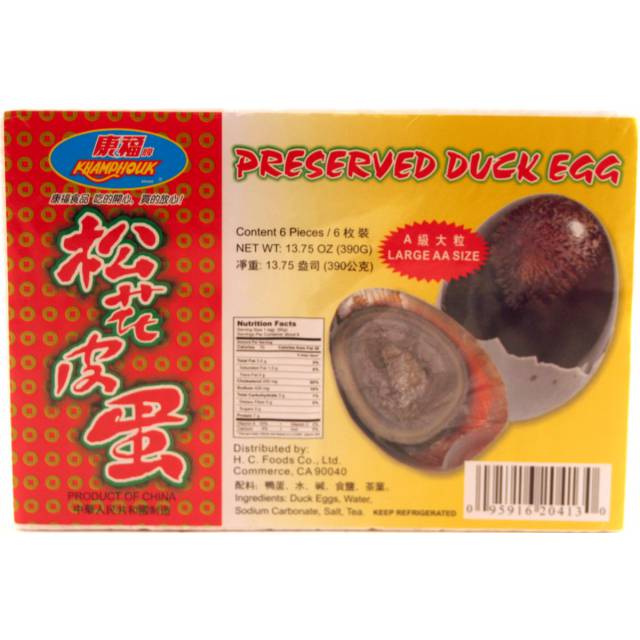 康福牌
KHAMPHOUK
康福食品 吃的開心、買的放心!
松花皮蛋
PRODUCT OF CHINA
中華人民共和國制造
PRESERVED DUCK EGG
Content 6 Pieces / 6 枚 裝
NET WT: 13.75 OZ (390G)
凈重: 13.75 盎司 (390公克)
A 級 大 粒
LARGE AA SIZE
Nutrition Facts
Distributed by:
H. C. Foods Co., Ltd.
Commerce, CA 90040
配料: 鴨蛋、水、碱、食鹽、茶葉。
Ingredients: Duck Eggs, Water,
Sodium Carbonate, Salt, Tea.
KEEP REFRIGERATED
0 95916 20413 0